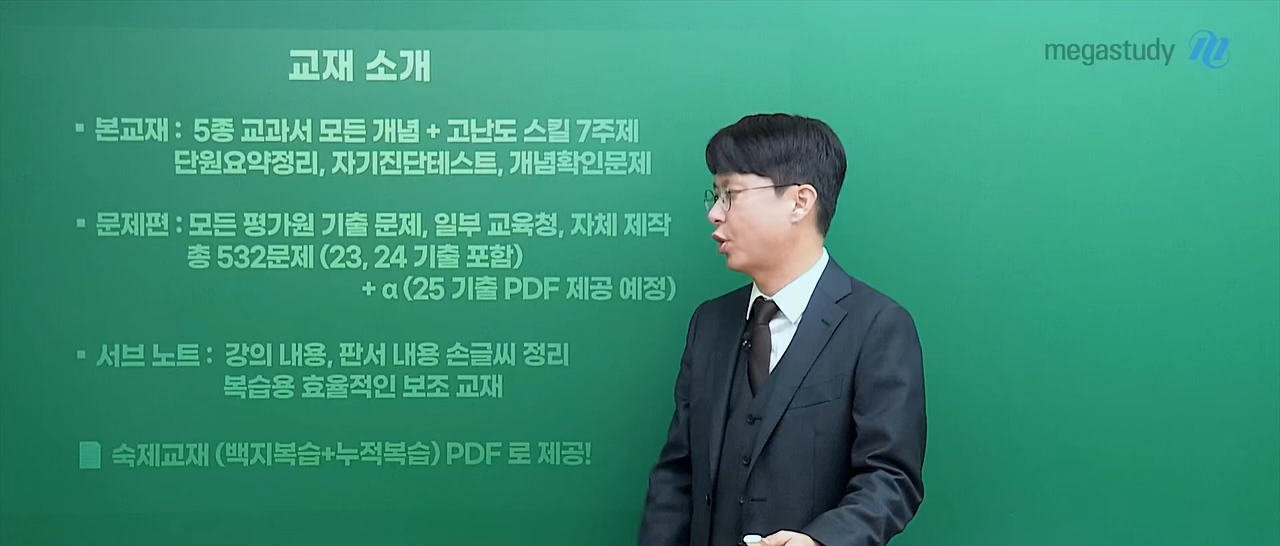 교재 소개
megastudy
▪ 본교재 : 5종 교과서 모든 개념 + 고난도 스킬 7주제
단원요약정리, 자기진단테스트, 개념확인문제
▪ 문제편 : 모든 평가원 기출 문제, 일부 교육청, 자체 제작
총 532문제 (23, 24 기출 포함)
+ α (25 기출 PDF 제공 예정)
▪ 서브 노트 : 강의 내용, 판서 내용 손글씨 정리
복습용 효율적인 보조 교재
숙제교재 (백지복습+누적복습) PDF 로 제공!